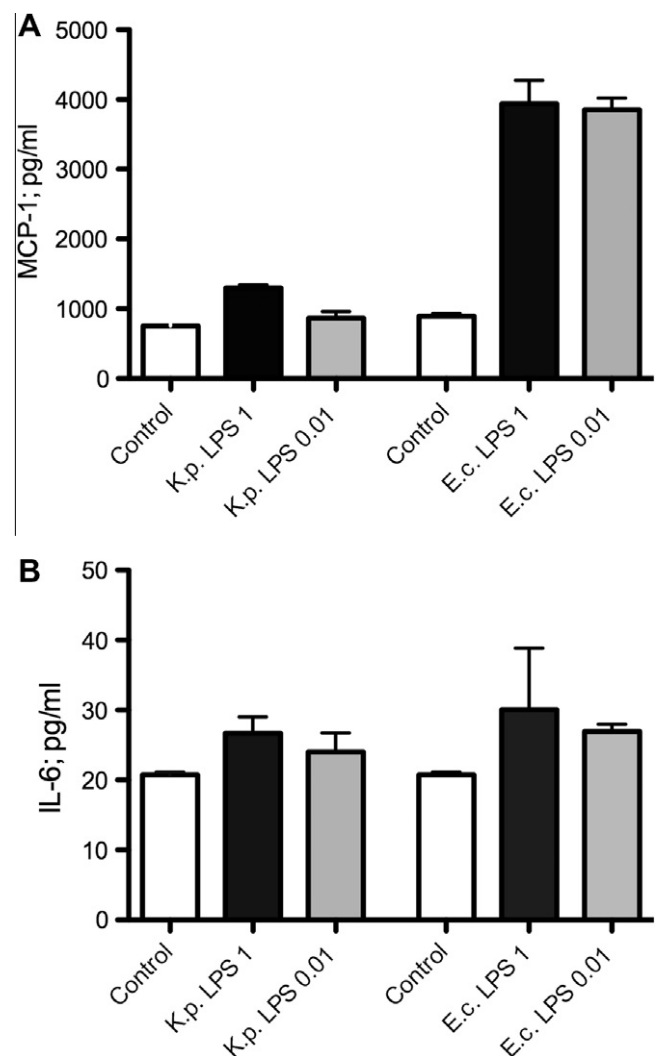 A
5000
4000
3000
2000
1000
0
MCP-1; pg/ml
Control
K.p. LPS 1
K.p. LPS 0.01
Control
E.c. LPS 1
E.c. LPS 0.01
B
50
40
30
20
10
0
IL-6; pg/ml
Control
K.p. LPS 1
K.p. LPS 0.01
Control
E.c. LPS 1
E.c. LPS 0.01